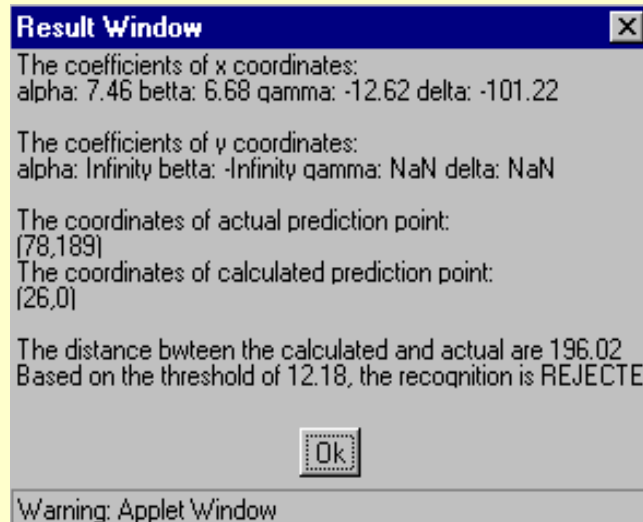 Result Window
The coefficients of x coordinates:
alpha: 7.46 betta: 6.68 gamma: -12.62 delta: -101.22
The coefficients of y coordinates:
alpha: Infinity betta: -Infinity gamma: NaN delta: NaN
The coordinates of actual prediction point:
(78,189)
The coordinates of calculated prediction point:
(26,0)
The distance bwteen the calculated and actual are 196.02
Based on the threshold of 12.18, the recognition is REJECTE
Ok
Warning: Applet Window